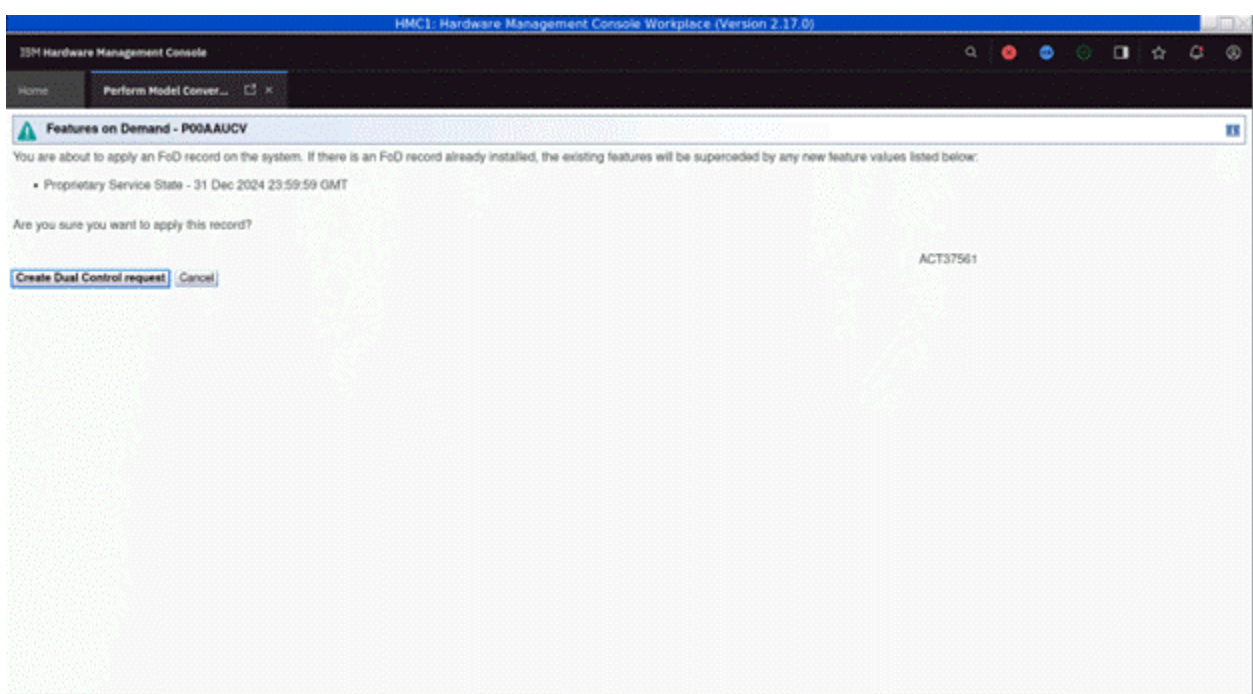 HMC1: Hardware Management Console Workplace (Version 2.17.0)
IBM Hardware Management Console
Home
Perform Model Conver...
Features on Demand - P00AAUCV
You are about to apply an FoD record on the system. If there is an FoD record already installed, the existing features will be superceded by any new feature values listed below:
• Proprietary Service State - 31 Dec 2024 23:59:59 GMT
Are you sure you want to apply this record?
ACT37561
Create Dual Control request Cancel